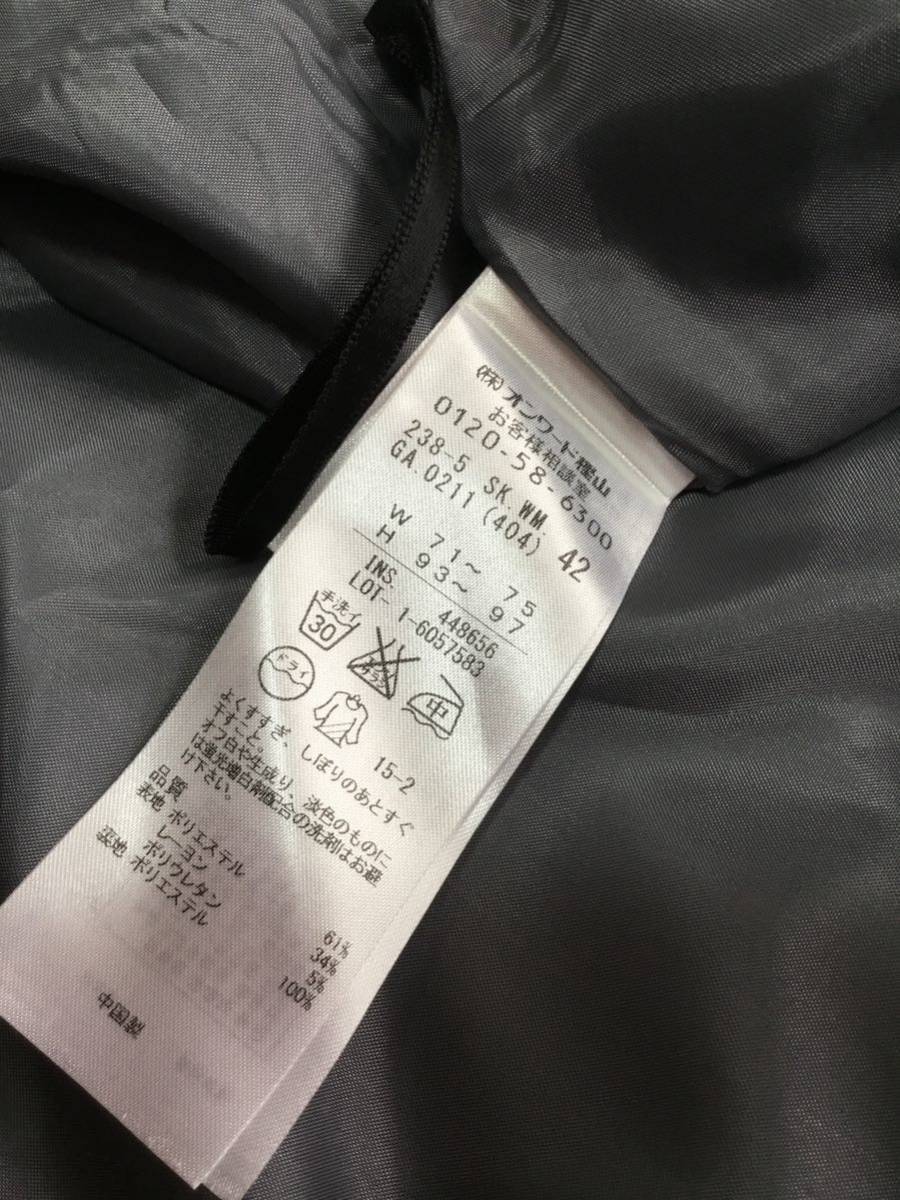 (株)オンワード樫山
お客様相談室
0120-58-6300
238-5 SK.WM. 42
GA.0211(404)
W 71~ 75
H 93~ 97
INS. 448656
LOT-1-6057583
手洗イ 30 エンソサラシ 中
ドライ 15-2
よくすすぎ、しぼりのあとすぐ
干すこと。
オフ白や生成り、淡色のものに
は蛍光増白剤配合の洗剤はお避
け下さい。
品質
表地 ポリエステル 61%
レーヨン 34%
ポリウレタン 5%
裏地 ポリエステル 100%
中国製